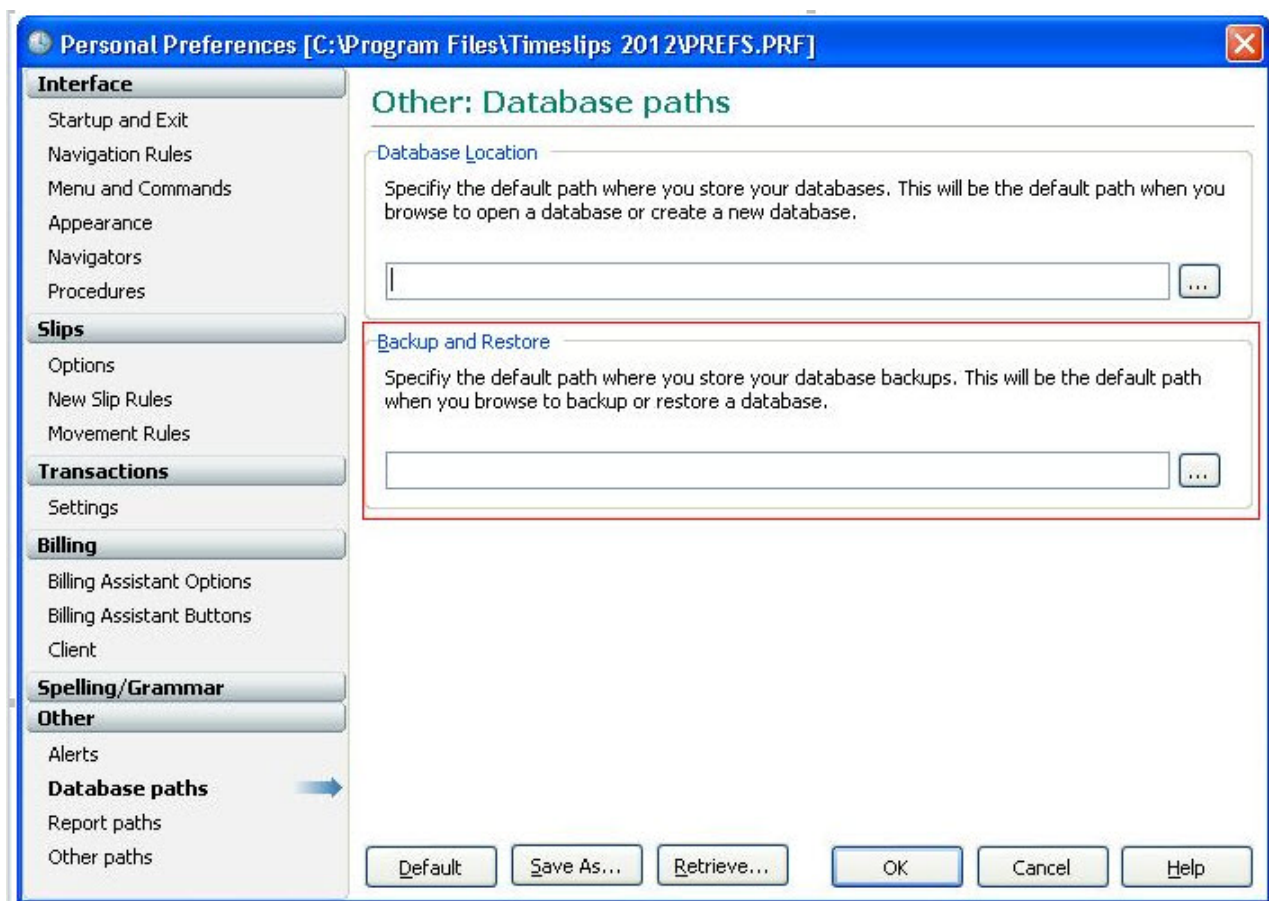 Personal Preferences [C:\Program Files\Timeslips 2012\PREFS.PRF]
Interface
Startup and Exit
Navigation Rules
Menu and Commands
Appearance
Navigators
Procedures
Slips
Options
New Slip Rules
Movement Rules
Transactions
Settings
Billing
Billing Assistant Options
Billing Assistant Buttons
Client
Spelling/Grammar
Other
Alerts
Database paths
Report paths
Other paths
Other: Database paths
Database Location
Specifiy the default path where you store your databases. This will be the default path when you
browse to open a database or create a new database.
...
Backup and Restore
Specifiy the default path where you store your database backups. This will be the default path
when you browse to backup or restore a database.
...
Default Save As... Retrieve... OK Cancel Help